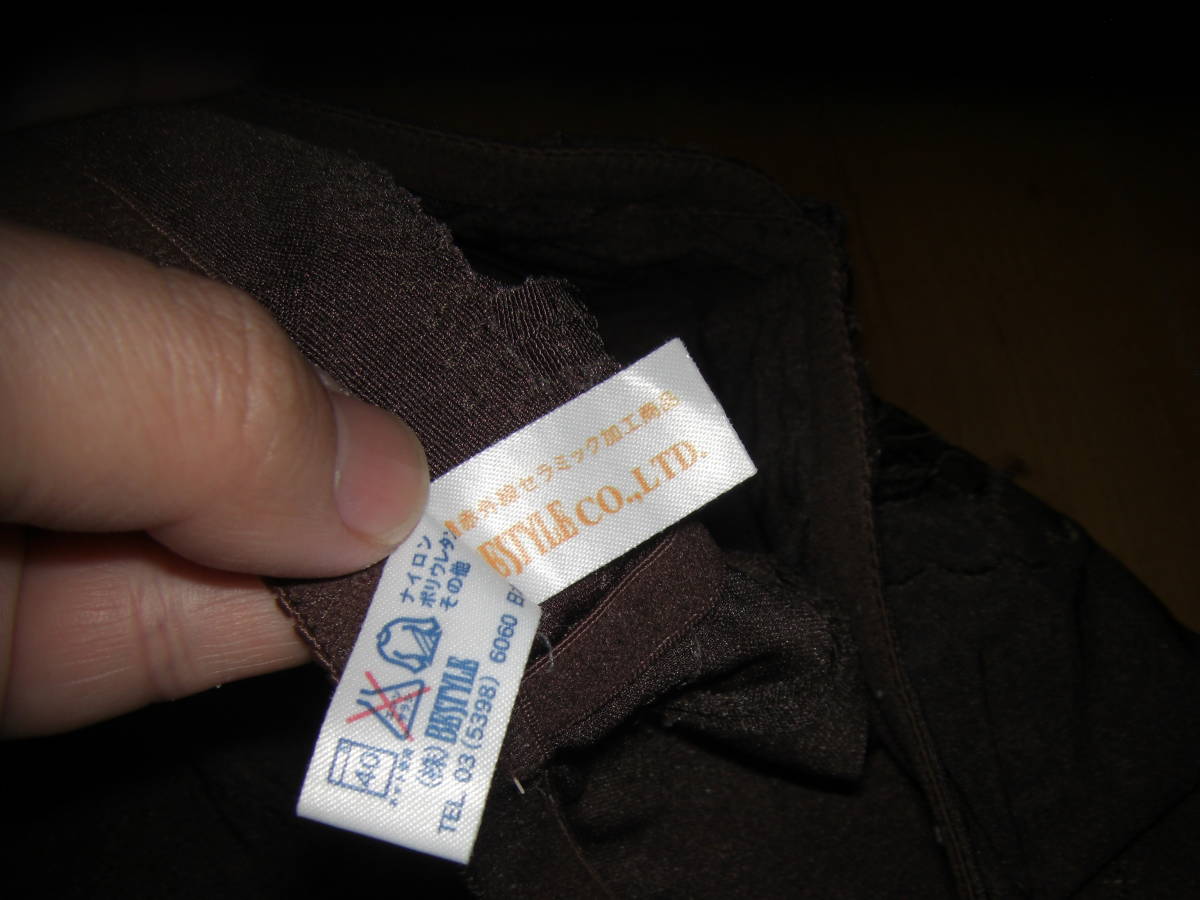 赤外線セラミック加工商品
BBSTYLE CO.,LTD.
ナイロン
ポリウレタン
その他
40
(株) BBSTYLE
TEL 03 (5398) 6060